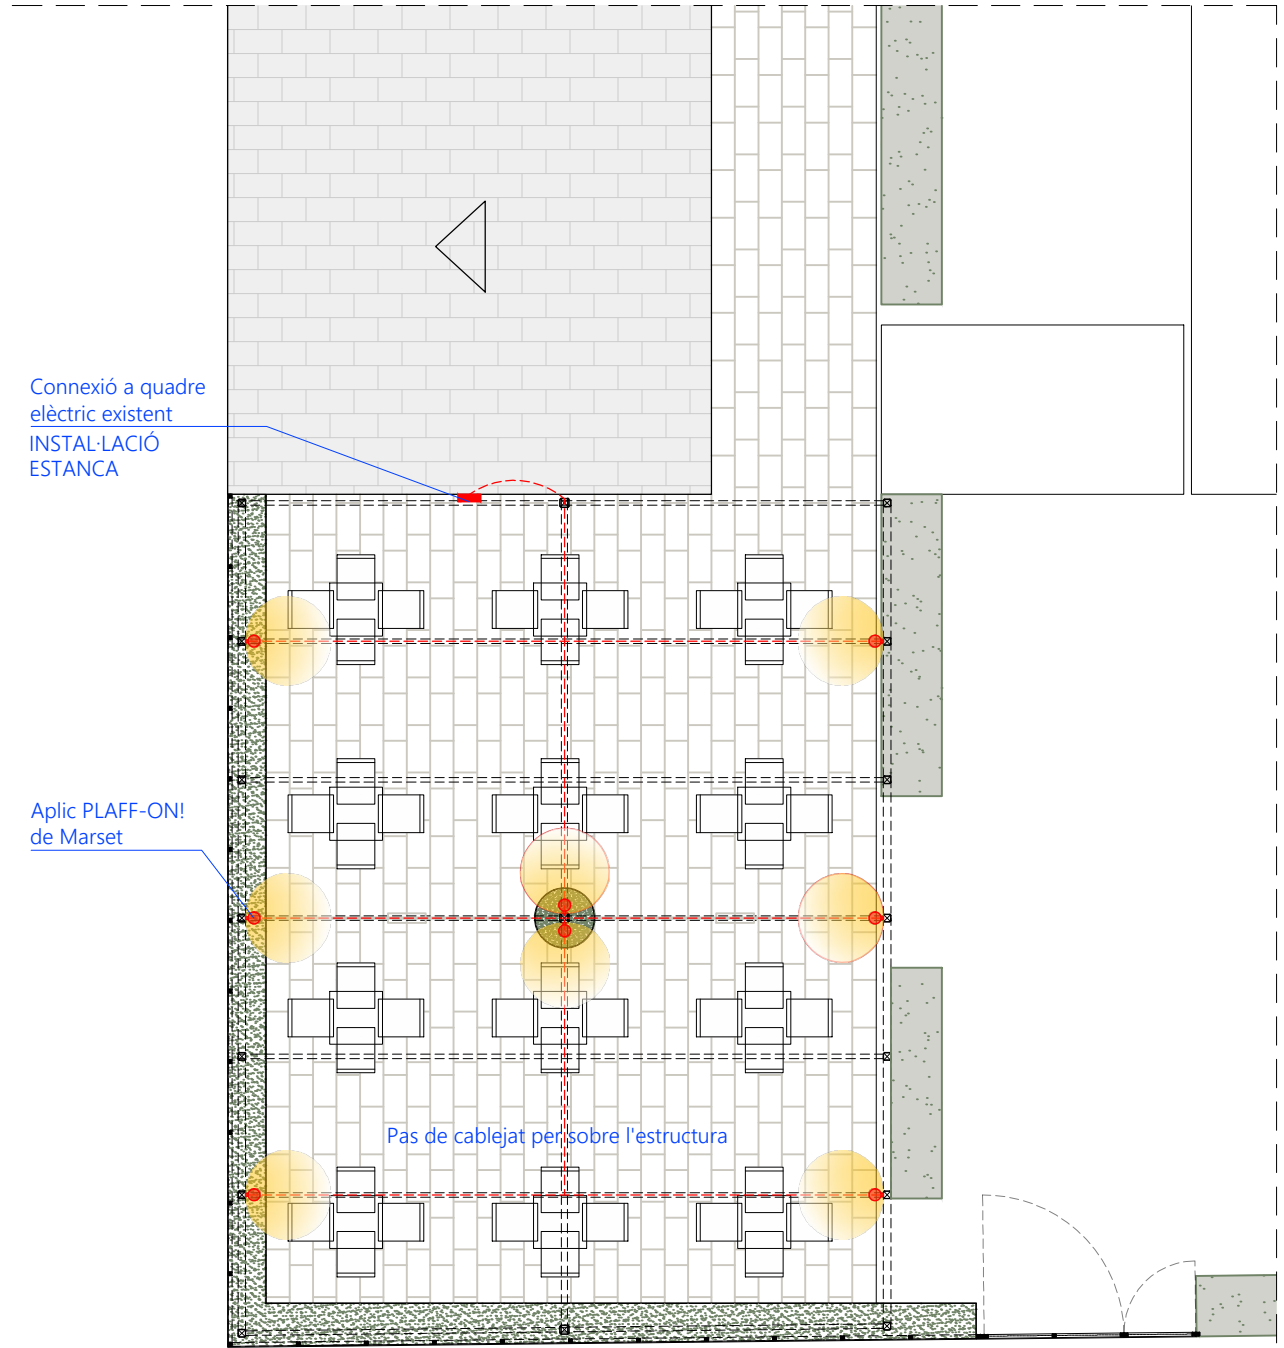 Connexió a quadre
elèctric existent
INSTAL·LACIÓ
ESTANCA
Aplic PLAFF-ON!
de Marset
Pas de cablejat per sobre l'estructura